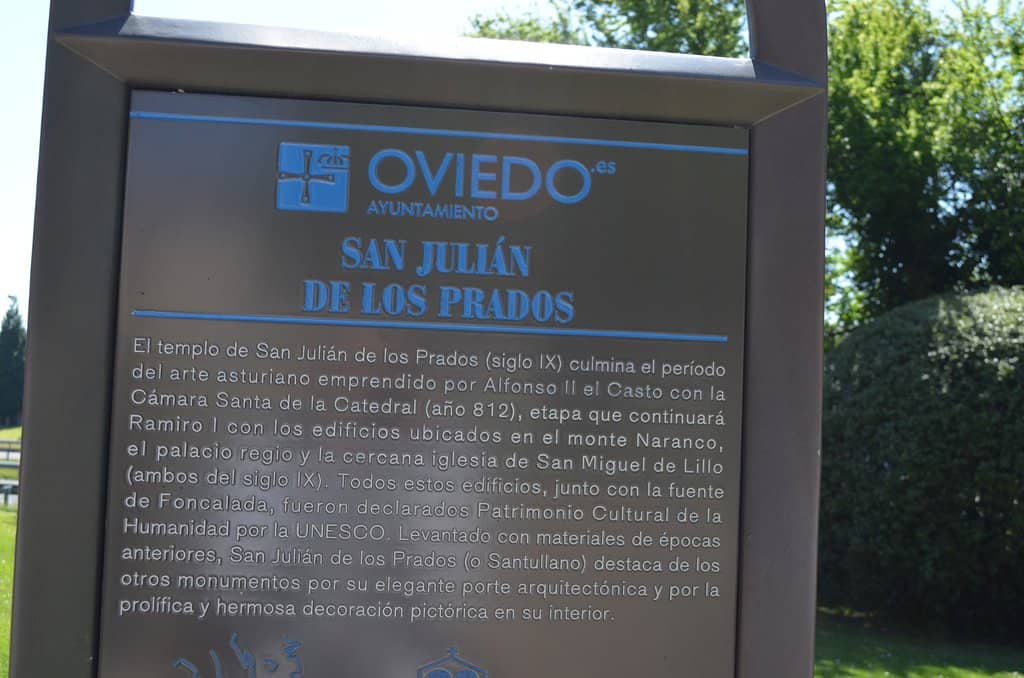 OVIEDO.es
AYUNTAMIENTO
SAN JULIÁN
DE LOS PRADOS
El templo de San Julián de los Prados (siglo IX) culmina el período
del arte asturiano emprendido por Alfonso II el Casto con la
Cámara Santa de la Catedral (año 812), etapa que continuará
Ramiro I con los edificios ubicados en el monte Naranco,
el palacio regio y la cercana iglesia de San Miguel de Lillo
(ambos del siglo IX). Todos estos edificios, junto con la fuente
de Foncalada, fueron declarados Patrimonio Cultural de la
Humanidad por la UNESCO. Levantado con materiales de épocas
anteriores, San Julián de los Prados (o Santullano) destaca de los
otros monumentos por su elegante porte arquitectónico y por la
prolífica y hermosa decoración pictórica en su interior.